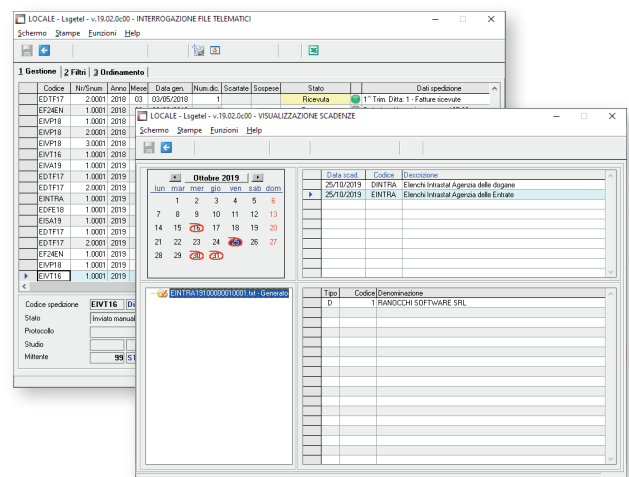 LOCALE - Lsgetel - v.19.02.0c00 - INTERROGAZIONE FILE TELEMATICI
Schermo Stampe Funzioni Help
1 Gestione 2 Filtri 3 Ordinamento
Codice Nr/Snum Anno Mese Data gen. Num.dic. Scartate Sospese Stato Dati spedizione
EDTF17 2.0001 2018 03 03/05/2018 1 Ricevuta 1^ Trim. Ditta: 1 - Fatture ricevute
EF24EN 1.0001 2018
EIVP18 1.0001 2018
EIVP18 2.0001 2018
EIVP18 3.0001 2018
EIVT16 1.0001 2018
EIVA19 1.0001 2019
EDTF17 1.0001 2019
EDTF17 2.0001 2019
EINTRA 1.0001 2019
EDFE18 1.0001 2019
EISA19 1.0001 2019
EDTF17 1.0001 2019
EDTF17 2.0001 2019
EF24EN 1.0001 2019
EIVP18 1.0001 2019
EIVT16 1.0001 2019
Codice spedizione EIVT16
Stato Inviato manual
Protocollo
Studio
Mittente 99
LOCALE - Lsgetel - v.19.02.0c00 - VISUALIZZAZIONE SCADENZE
Schermo Stampe Funzioni Help
Ottobre 2019
lun mar mer gio ven sab dom
1 2 3 4 5 6
7 8 9 10 11 12 13
14 15 16 17 18 19 20
21 22 23 24 25 26 27
28 29 30 31
Data scad. Codice Descrizione
25/10/2019 DINTRA Elenchi Intrastat Agenzia delle dogane
25/10/2019 EINTRA Elenchi Intrastat Agenzia delle Entrate
EINTRA19100000010001.txt - Generato
Tipo Codice Denominazione
D 1 RANOCCHI SOFTWARE SRL